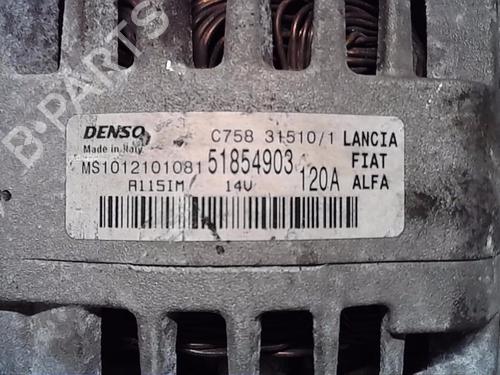 B-PARTS
DENSO C758 31510/1 LANCIA
Made in Italy 51854903 FIAT
MS1012101081 120A ALFA
A115IM 14V